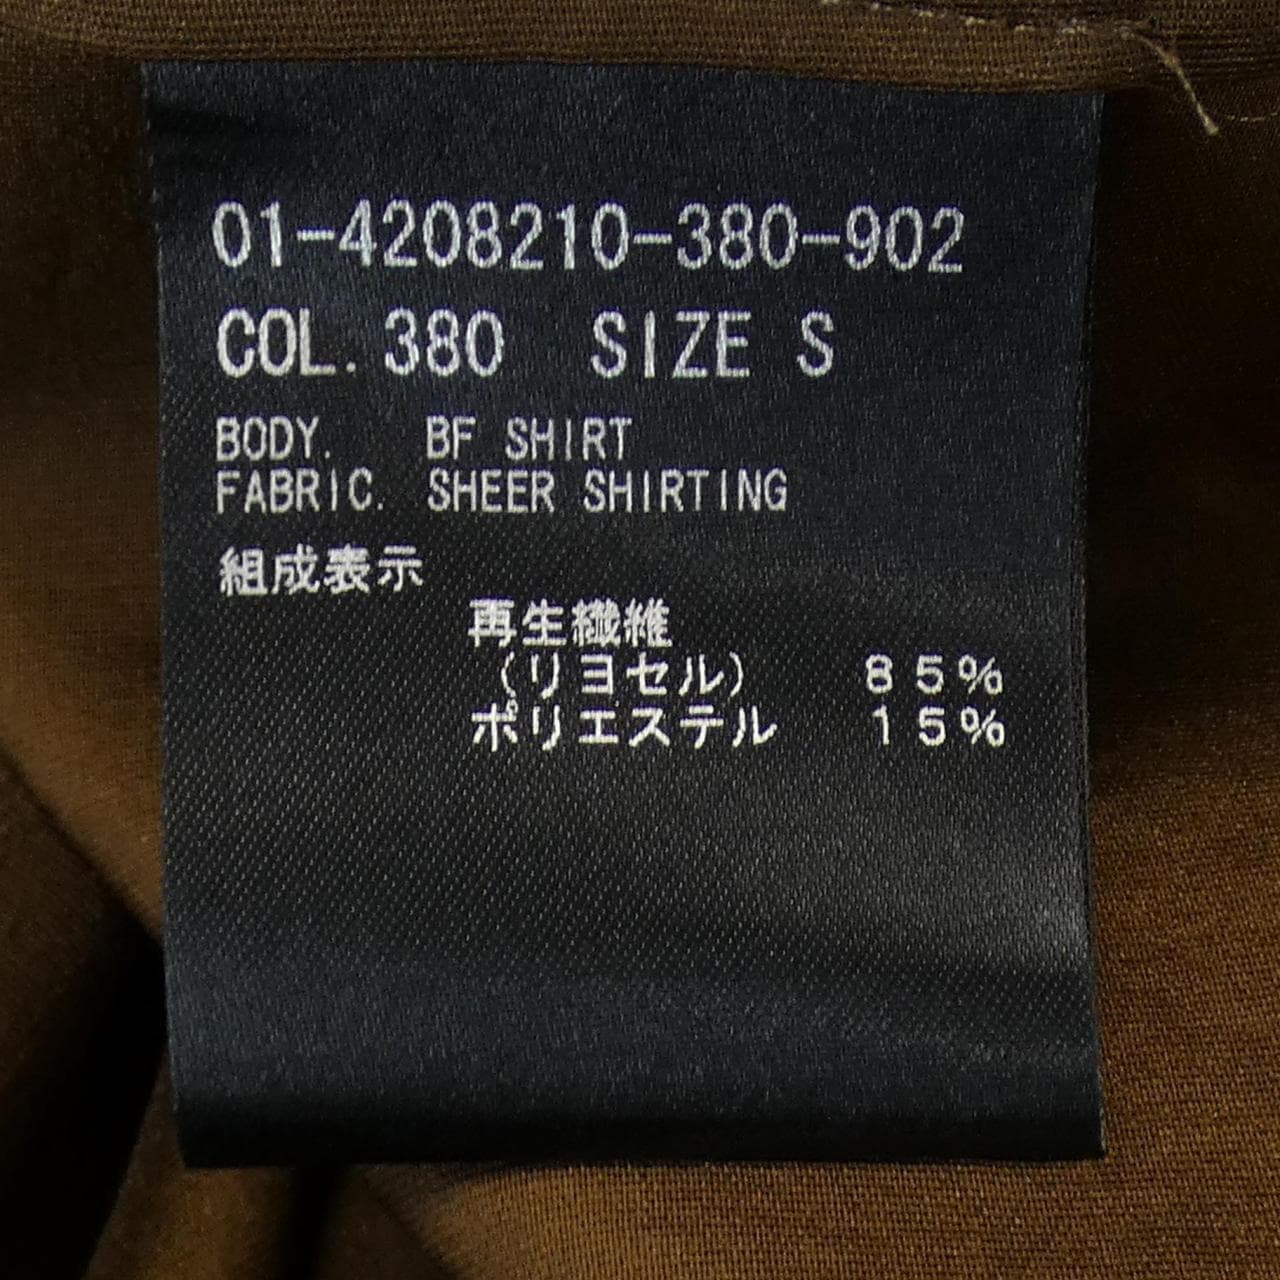 01-4208210-380-902
COL. 380 SIZE S
BODY. BF SHIRT
FABRIC. SHEER SHIRTING
組成表示
再生繊維
(リヨセル) 85%
ポリエステル 15%